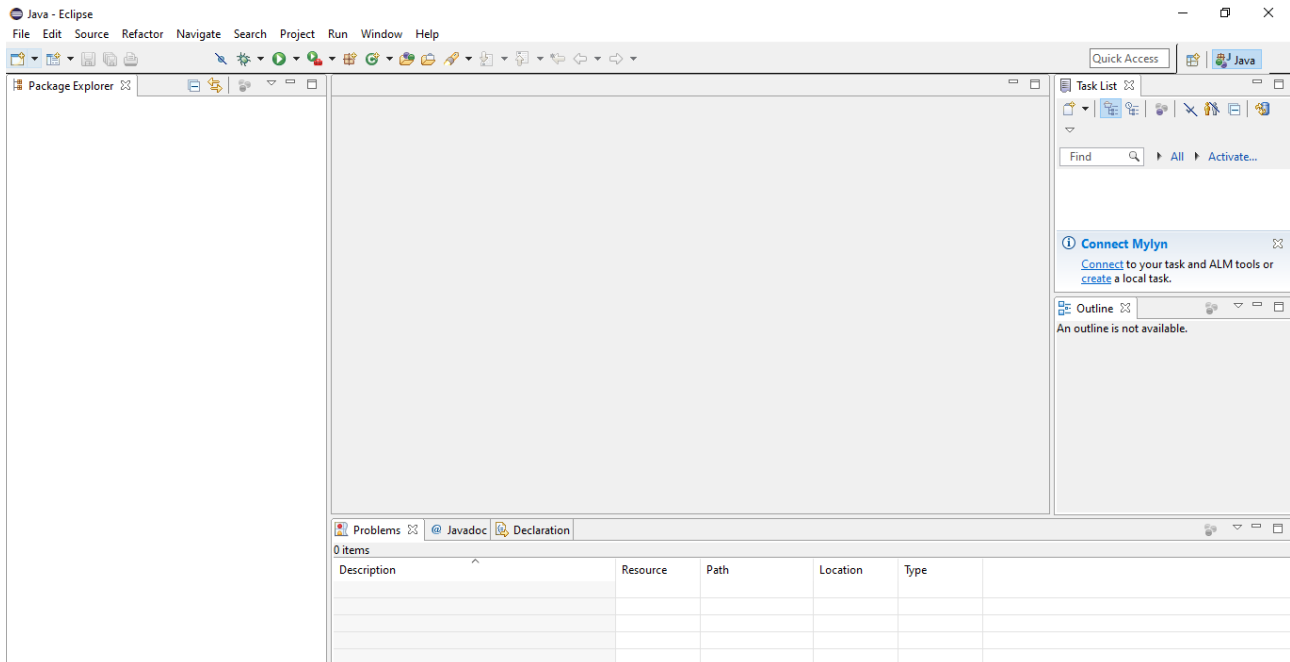 Java - Eclipse
File Edit Source Refactor Navigate Search Project Run Window Help
Quick Access
Java
Package Explorer
Task List
Find
All
Activate...
Connect Mylyn
Connect to your task and ALM tools or
create a local task.
Outline
An outline is not available.
Problems @ Javadoc Declaration
0 items
Description Resource Path Location Type